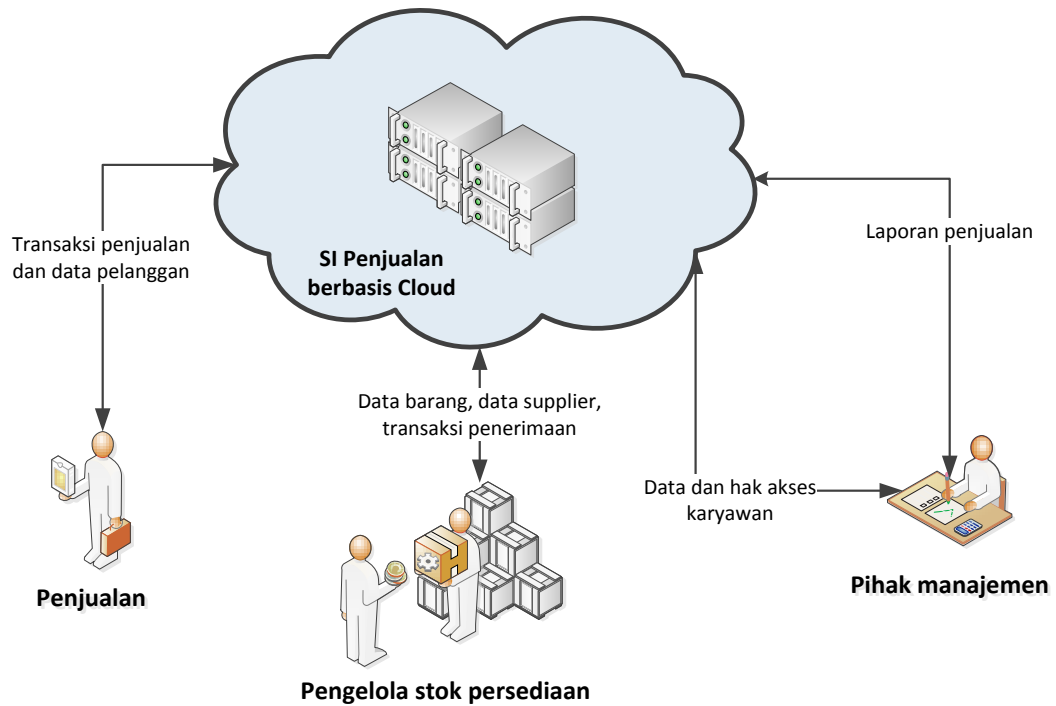 SI Penjualan
berbasis Cloud
Transaksi penjualan
dan data pelanggan
Laporan penjualan
Data barang, data supplier,
transaksi penerimaan
Data dan hak akses
karyawan
Penjualan
Pihak manajemen
Pengelola stok persediaan